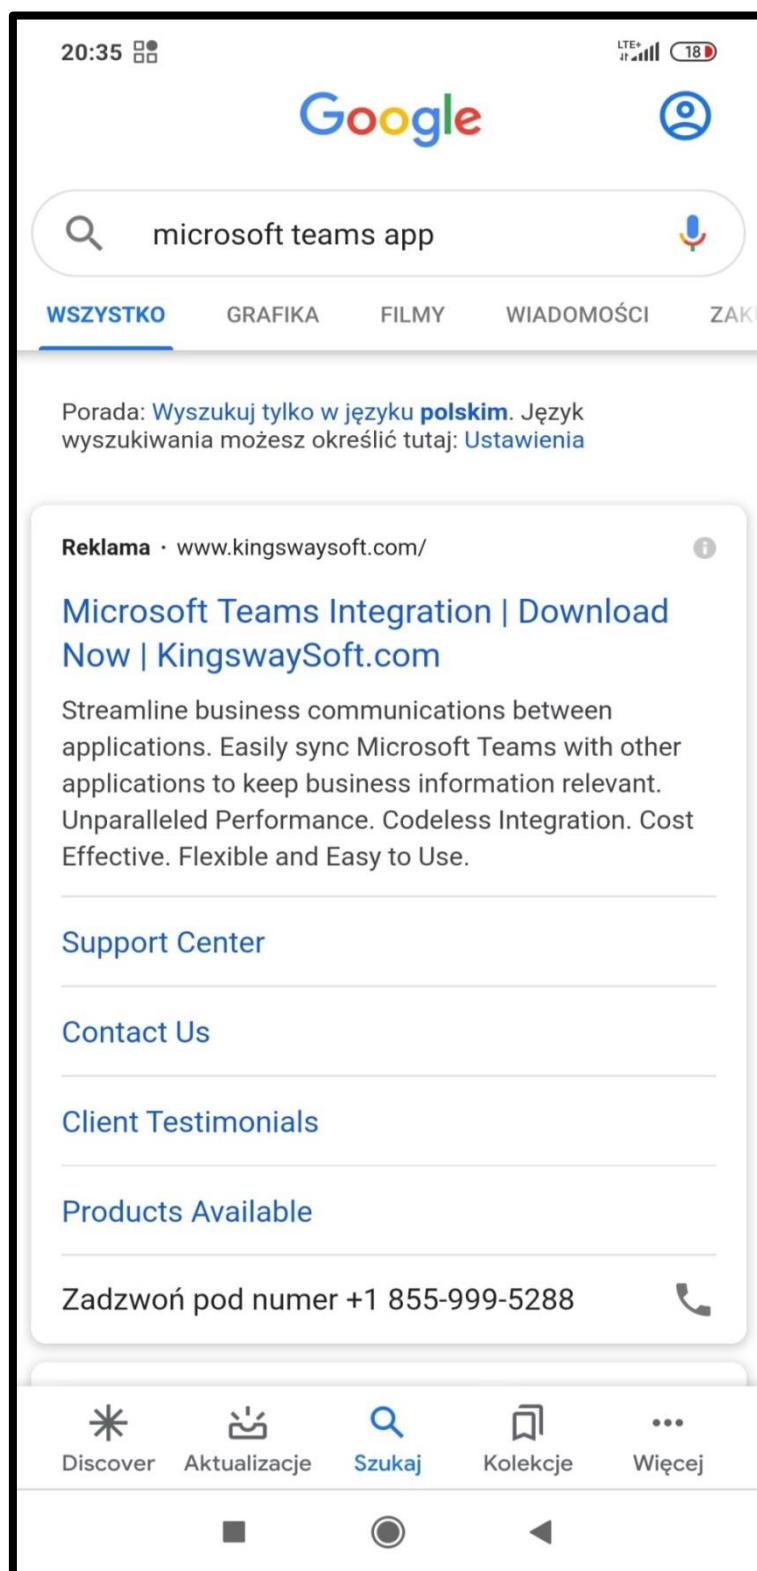 20:35 LTE+ 18
Google
microsoft teams app
WSZYSTKO GRAFIKA FILMY WIADOMOŚCI ZAK
Porada: Wyszukuj tylko w języku polskim. Język
wyszukiwania możesz określić tutaj: Ustawienia
Reklama · www.kingswaysoft.com/
Microsoft Teams Integration | Download
Now | KingswaySoft.com
Streamline business communications between
applications. Easily sync Microsoft Teams with other
applications to keep business information relevant.
Unparalleled Performance. Codeless Integration. Cost
Effective. Flexible and Easy to Use.
Support Center
Contact Us
Client Testimonials
Products Available
Zadzwoń pod numer +1 855-999-5288
Discover Aktualizacje Szukaj Kolekcje Więcej